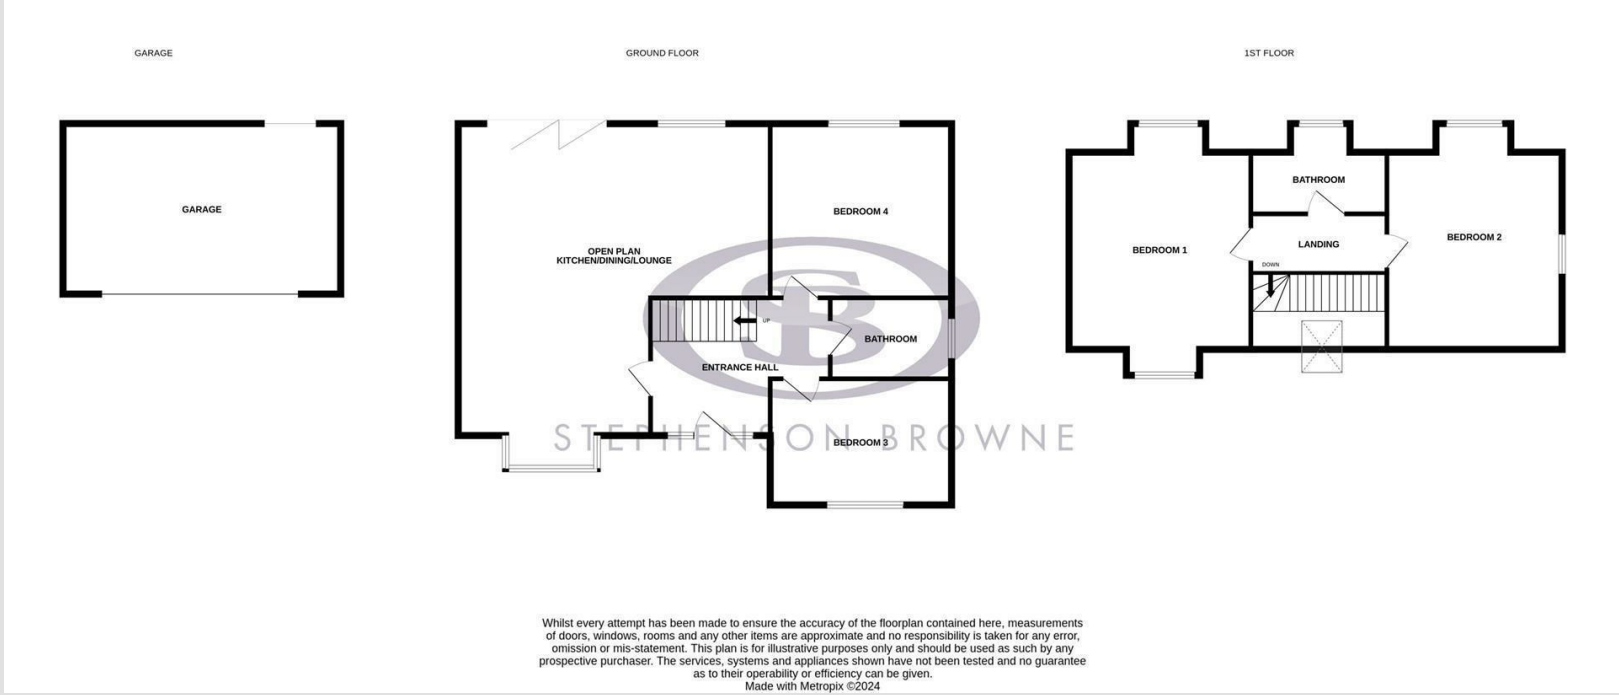 GARAGE
GROUND FLOOR
1ST FLOOR
GARAGE
OPEN PLAN
KITCHEN/DINING/LOUNGE
BEDROOM 4
UP
BATHROOM
ENTRANCE HALL
BEDROOM 3
BATHROOM
BEDROOM 1
LANDING
DOWN
BEDROOM 2
SB
STEPHENSON BROWNE
Whilst every attempt has been made to ensure the accuracy of the floorplan contained here, measurements
of doors, windows, rooms and any other items are approximate and no responsibility is taken for any error,
omission or mis-statement. This plan is for illustrative purposes only and should be used as such by any
prospective purchaser. The services, systems and appliances shown have not been tested and no guarantee
as to their operability or efficiency can be given.
Made with Metropix ©2024